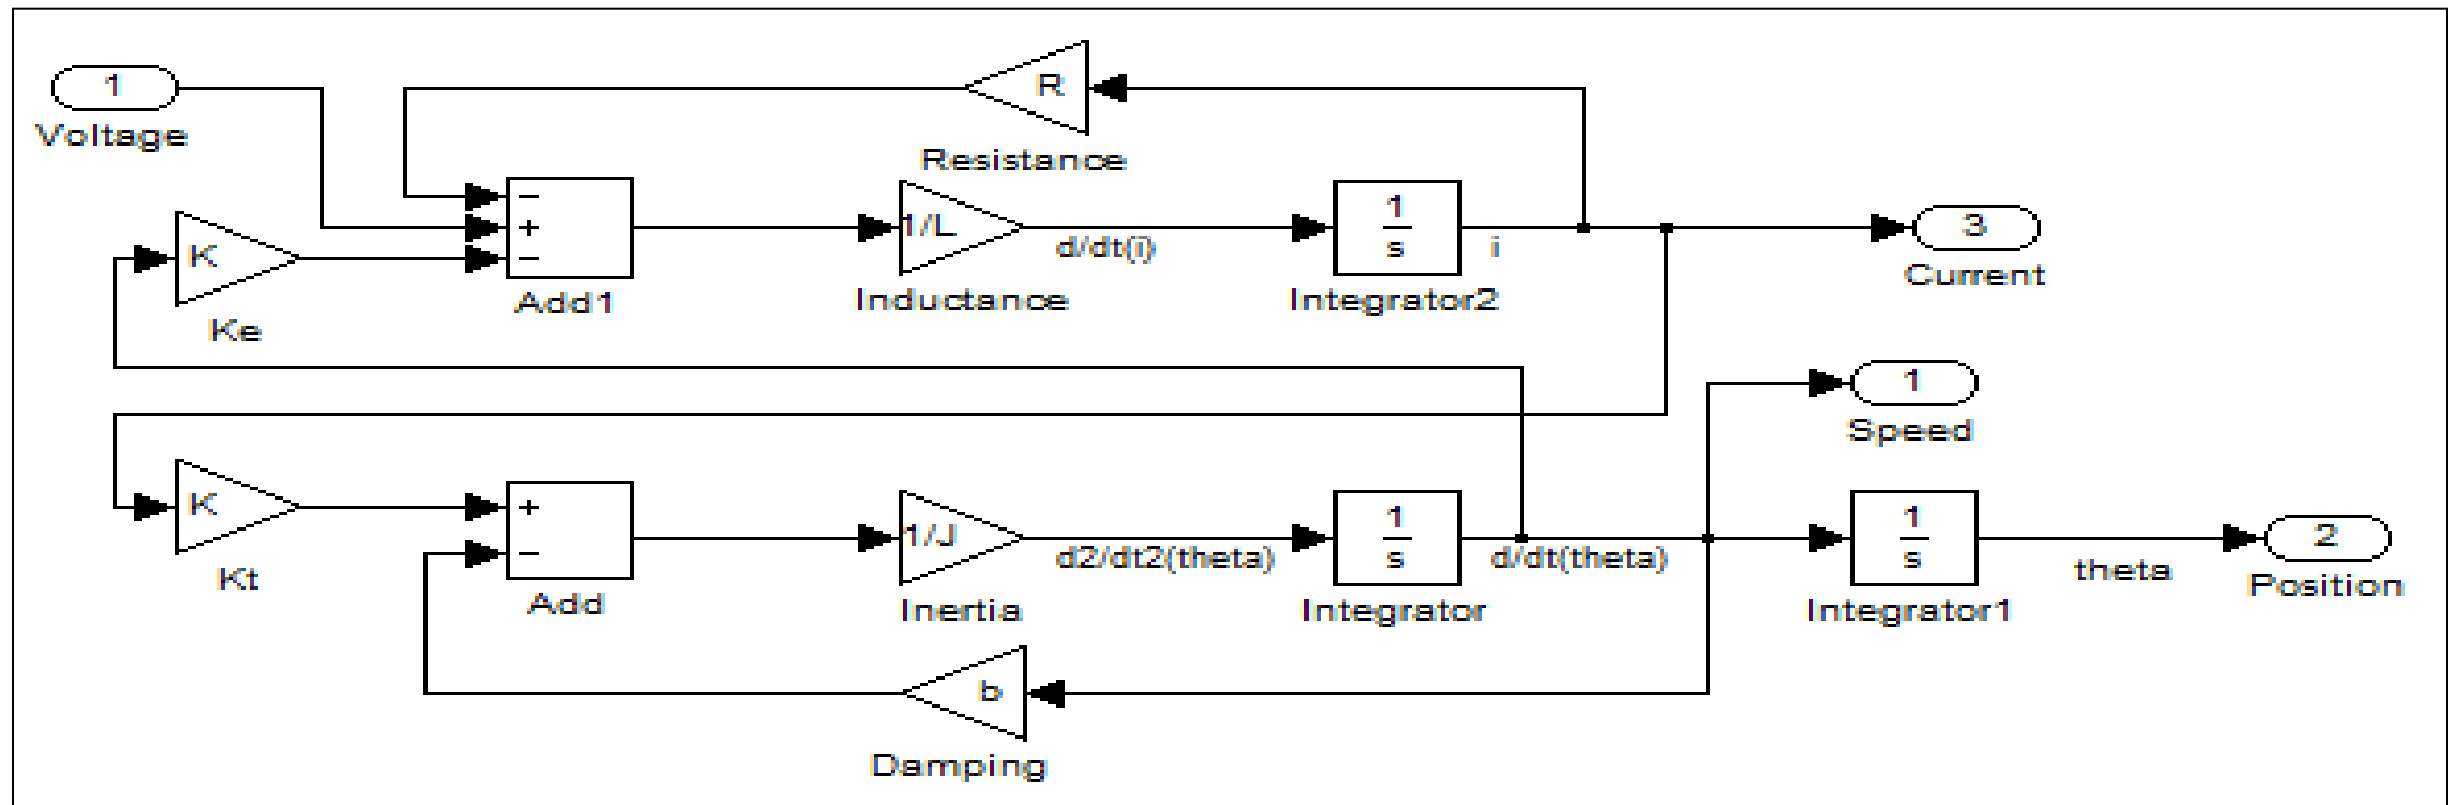 1
Voltage
R
Resistance
−
+
−
K
Ke
Add1
1/L
Inductance
d/dt(i)
1
s
Integrator2
i
3
Current
1
Speed
K
Kt
+
−
Add
1/J
Inertia
d2/dt2(theta)
1
s
Integrator
d/dt(theta)
1
s
Integrator1
theta
2
Position
b
Damping